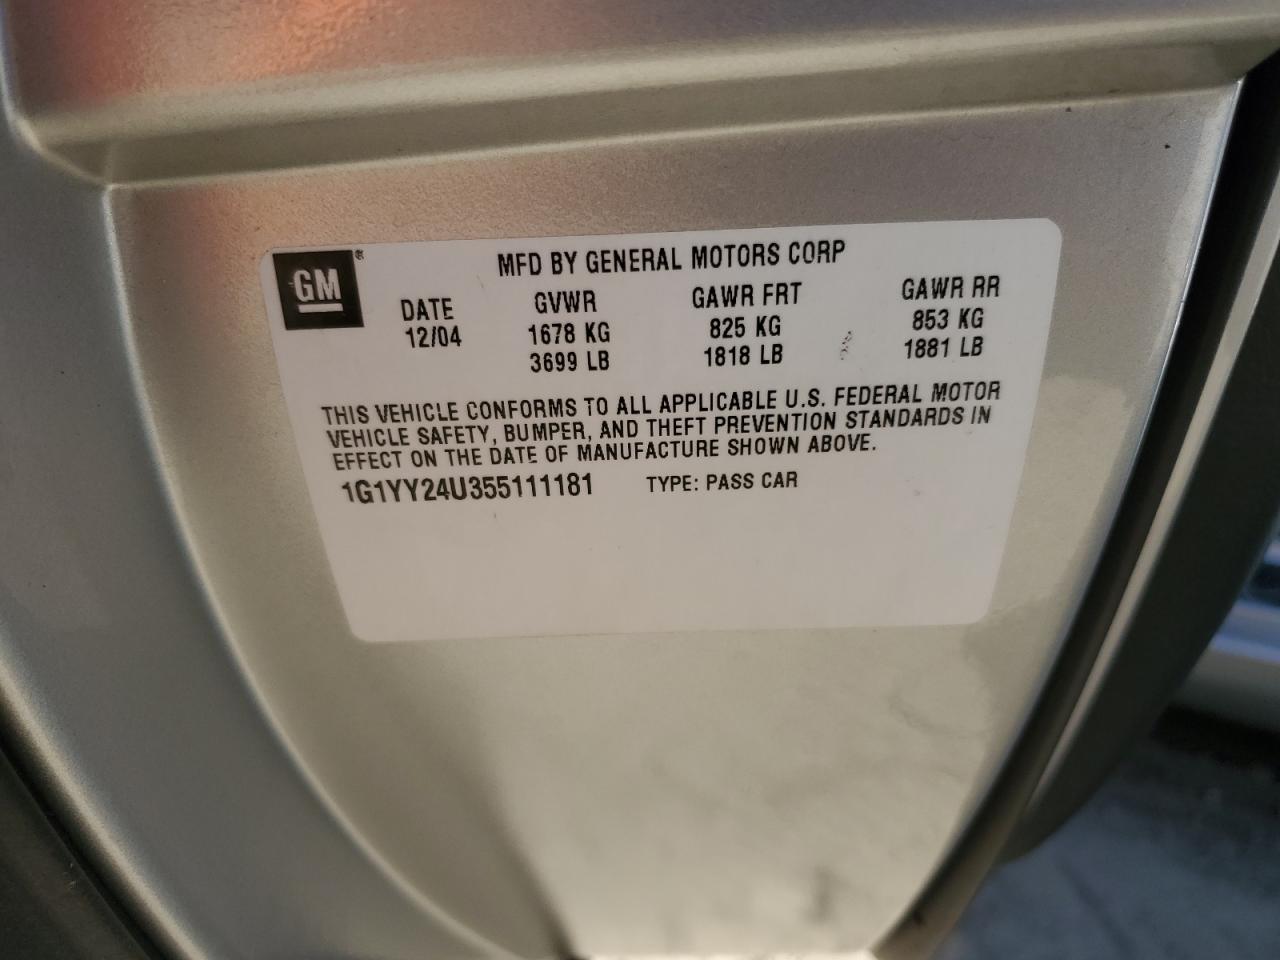 GM®
MFD BY GENERAL MOTORS CORP
DATE GVWR GAWR FRT GAWR RR
12/04 1678 KG 825 KG 853 KG
3699 LB 1818 LB 1881 LB
THIS VEHICLE CONFORMS TO ALL APPLICABLE U.S. FEDERAL MOTOR
VEHICLE SAFETY, BUMPER, AND THEFT PREVENTION STANDARDS IN
EFFECT ON THE DATE OF MANUFACTURE SHOWN ABOVE.
1G1YY24U355111181 TYPE: PASS CAR